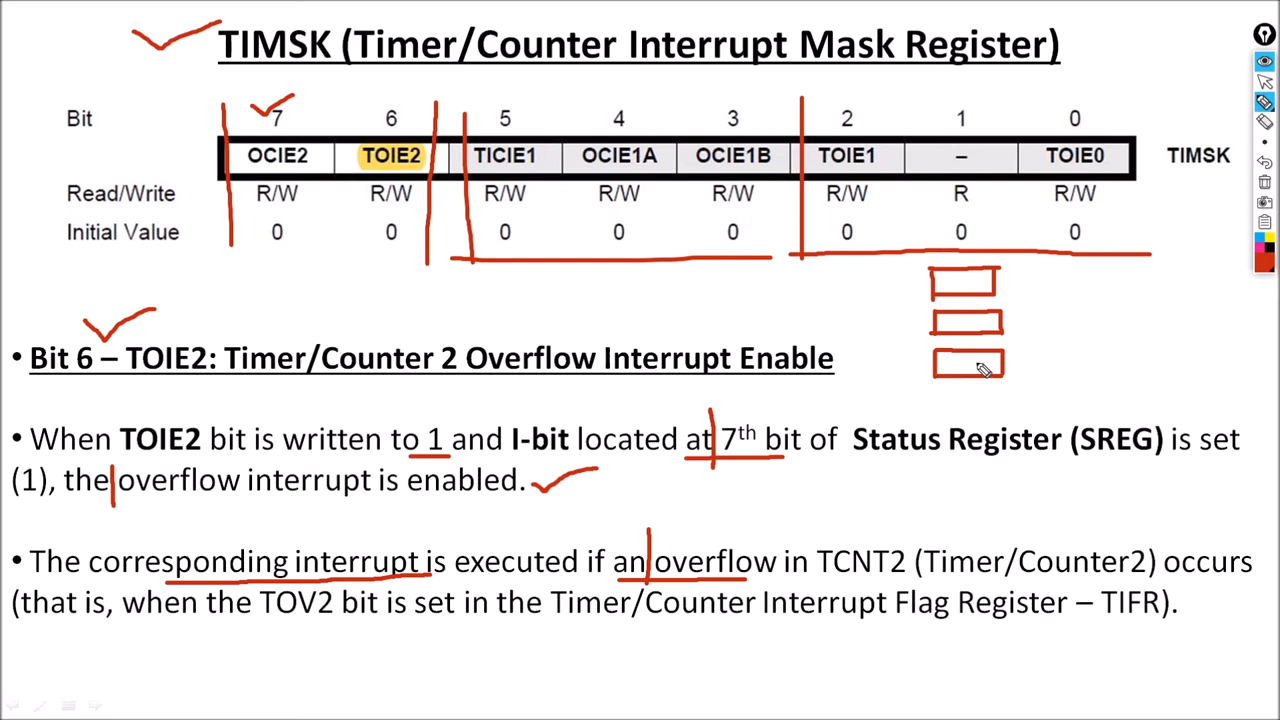 TIMSK (Timer/Counter Interrupt Mask Register)
Bit 7 6 5 4 3 2 1 0
OCIE2 TOIE2 TICIE1 OCIE1A OCIE1B TOIE1 – TOIE0 TIMSK
Read/Write R/W R/W R/W R/W R/W R/W R R/W
Initial Value 0 0 0 0 0 0 0 0
• Bit 6 – TOIE2: Timer/Counter 2 Overflow Interrupt Enable
• When TOIE2 bit is written to 1 and I-bit located at 7th bit of Status Register (SREG) is set
(1), the overflow interrupt is enabled.
• The corresponding interrupt is executed if an overflow in TCNT2 (Timer/Counter2) occurs
(that is, when the TOV2 bit is set in the Timer/Counter Interrupt Flag Register – TIFR).